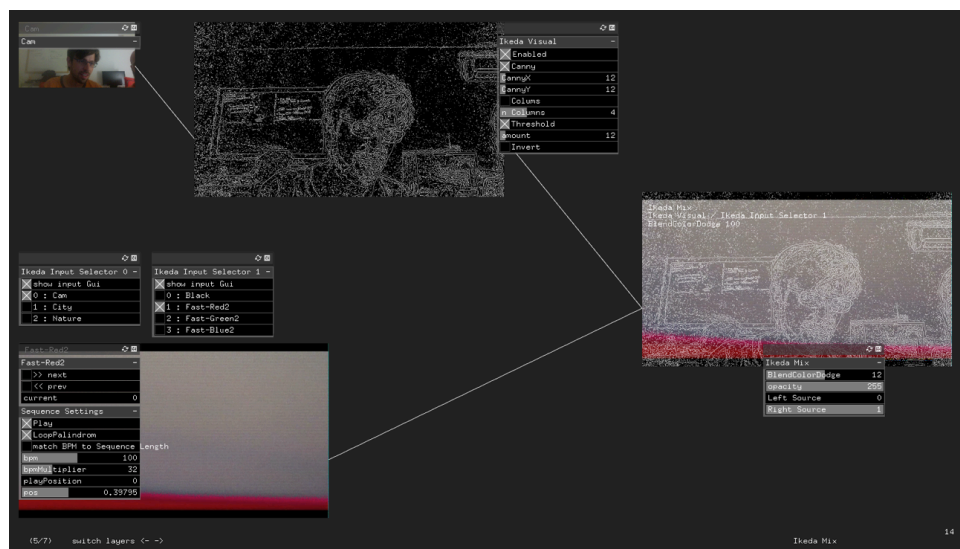 Cam
Cam -
Ikeda Visual -
Enabled
Canny
CannyX 12
CannyY 12
Colums
n Columns 4
Threshold
amount 12
Invert
Ikeda Mix
Ikeda Visual / Ikeda Input Selector 1
BlendColorDodge 100
Ikeda Input Selector 0 -
show input Gui
0 : Cam
1 : City
2 : Nature
Ikeda Input Selector 1 -
show input Gui
0 : Black
1 : Fast-Red2
2 : Fast-Green2
3 : Fast-Blue2
Fast-Red2
Fast-Red2 -
>> next
<< prev
current 0
Sequence Settings -
Play
LoopPalindrom
match BPM to Sequence Length
bpm 100
bpmMultiplier 32
playPosition 0
pos 0.39795
Ikeda Mix -
BlendColorDodge 12
opacity 255
Left Source 0
Right Source 1
14
(5/7) switch layers <- ->
Ikeda Mix